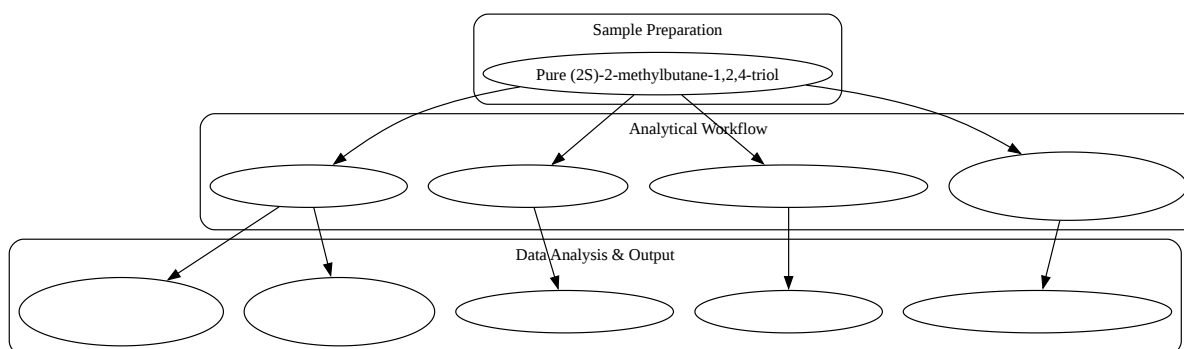 Sample Preparation
Pure (2S)-2-methylbutane-1,2,4-triol
Analytical Workflow
Data Analysis & Output